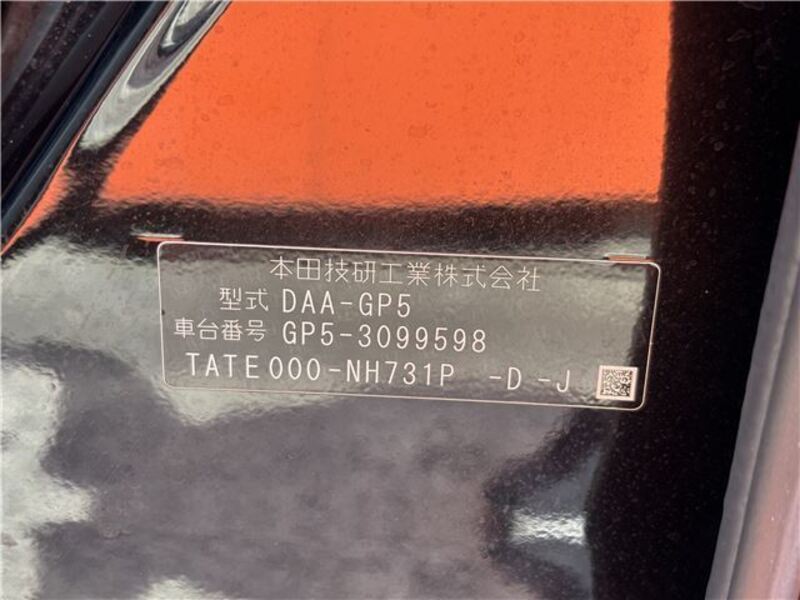 本田技研工業株式会社
型式 DAA-GP5
車台番号 GP5-3099598
TATE000-NH731P -D -J